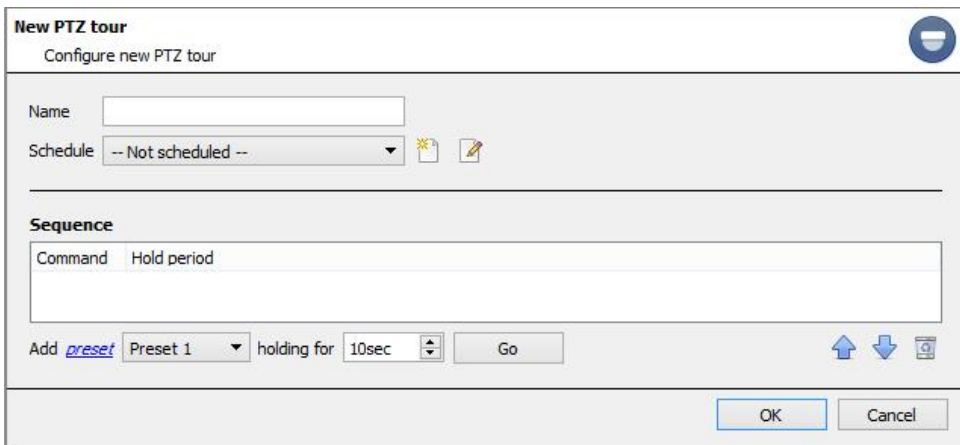 New PTZ tour
Configure new PTZ tour
Name
Schedule -- Not scheduled --
Sequence
Command Hold period
Add preset Preset 1 holding for 10sec Go
OK Cancel